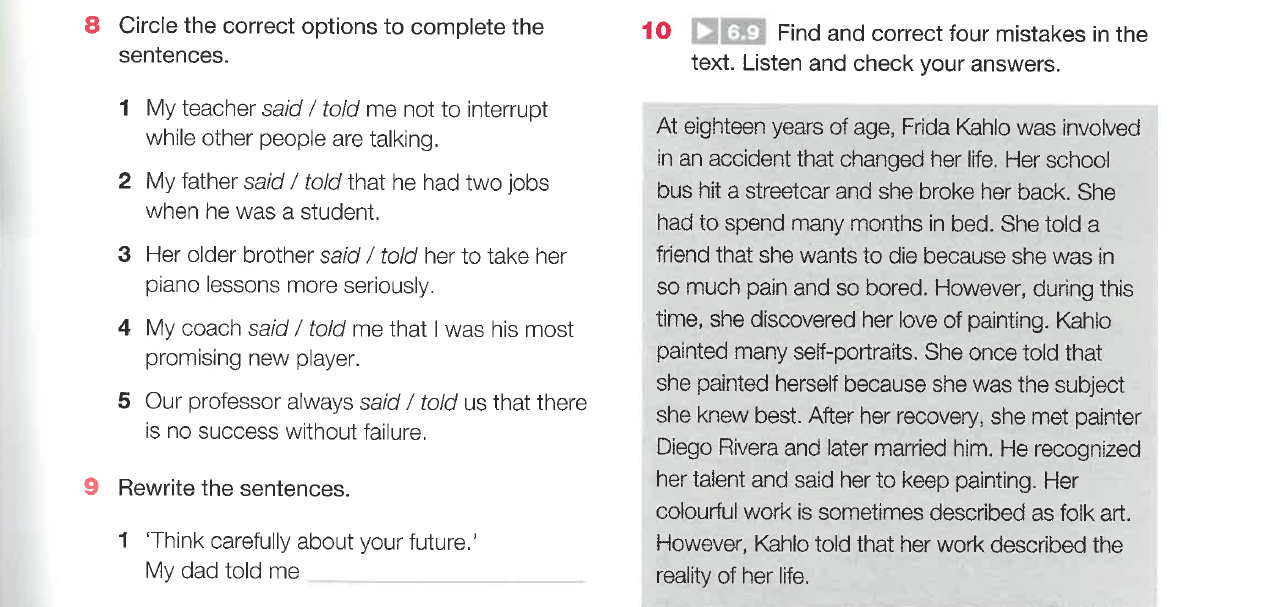 8 Circle the correct options to complete the
sentences.
1 My teacher said / told me not to interrupt
while other people are talking.
2 My father said / told that he had two jobs
when he was a student.
3 Her older brother said / told her to take her
piano lessons more seriously.
4 My coach said / told me that I was his most
promising new player.
5 Our professor always said / told us that there
is no success without failure.
9 Rewrite the sentences.
1 ‘Think carefully about your future.’
My dad told me
10 6.9 Find and correct four mistakes in the
text. Listen and check your answers.
At eighteen years of age, Frida Kahlo was involved
in an accident that changed her life. Her school
bus hit a streetcar and she broke her back. She
had to spend many months in bed. She told a
friend that she wants to die because she was in
so much pain and so bored. However, during this
time, she discovered her love of painting. Kahlo
painted many self-portraits. She once told that
she painted herself because she was the subject
she knew best. After her recovery, she met painter
Diego Rivera and later married him. He recognized
her talent and said her to keep painting. Her
colourful work is sometimes described as folk art.
However, Kahlo told that her work described the
reality of her life.